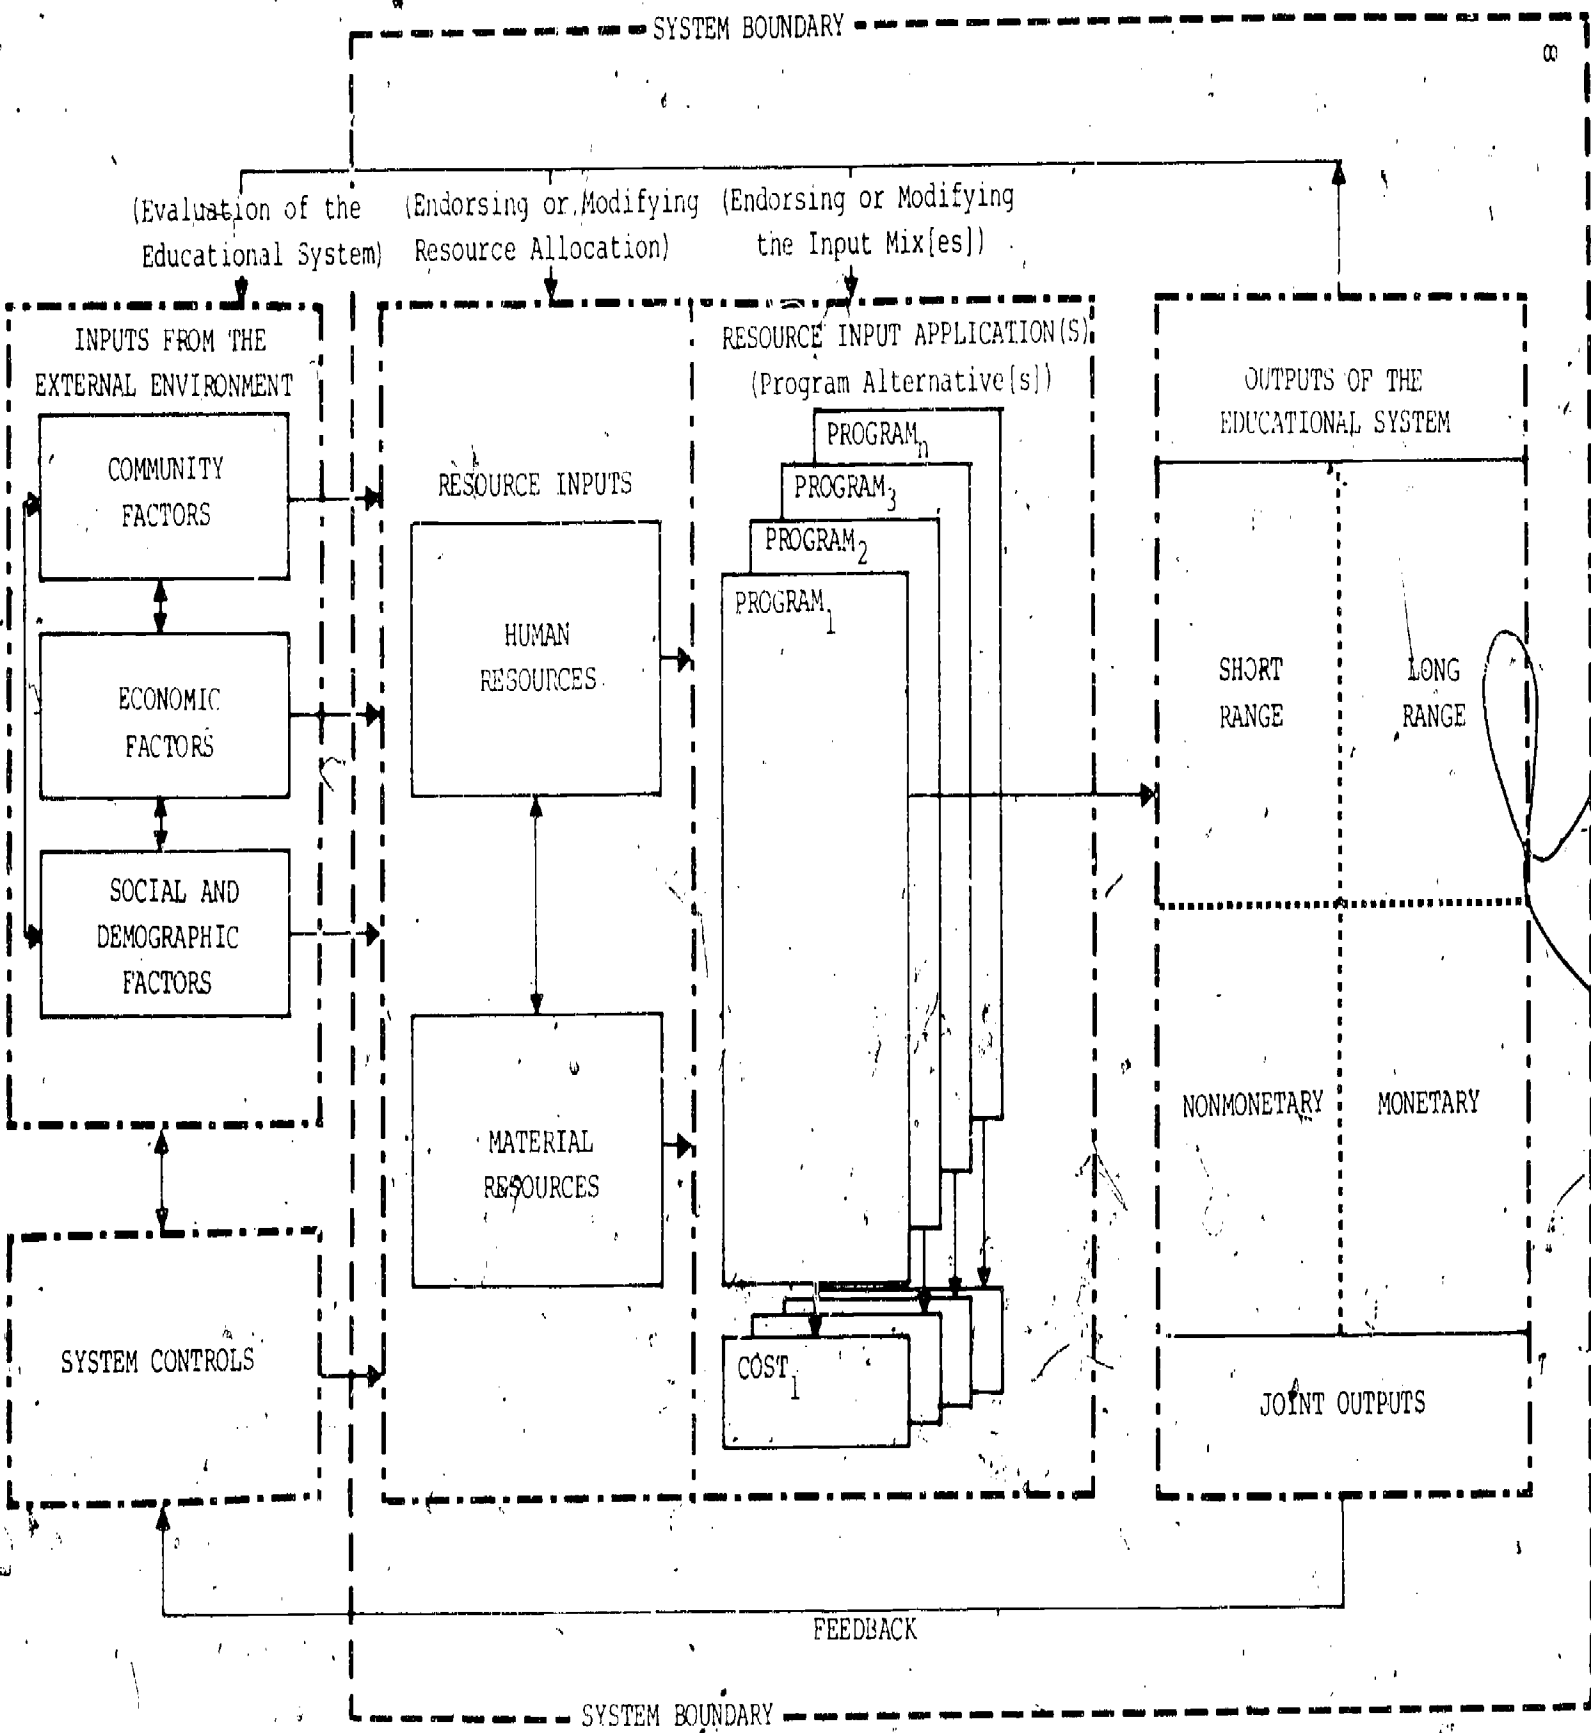 SYSTEM BOUNDARY
8
(Evaluation of the
Educational System)
(Endorsing or Modifying
Resource Allocation)
(Endorsing or Modifying
the Input Mix[es])
INPUTS FROM THE
EXTERNAL ENVIRONMENT
COMMUNITY
FACTORS
ECONOMIC
FACTORS
SOCIAL AND
DEMOGRAPHIC
FACTORS
SYSTEM CONTROLS
RESOURCE INPUTS
HUMAN
RESOURCES
MATERIAL
RESOURCES
RESOURCE INPUT APPLICATION(S)
(Program Alternative[s])
PROGRAMn
PROGRAM3
PROGRAM2
PROGRAM1
COST1
OUTPUTS OF THE
EDUCATIONAL SYSTEM
SHORT
RANGE
LONG
RANGE
NONMONETARY
MONETARY
JOINT OUTPUTS
FEEDBACK
SYSTEM BOUNDARY